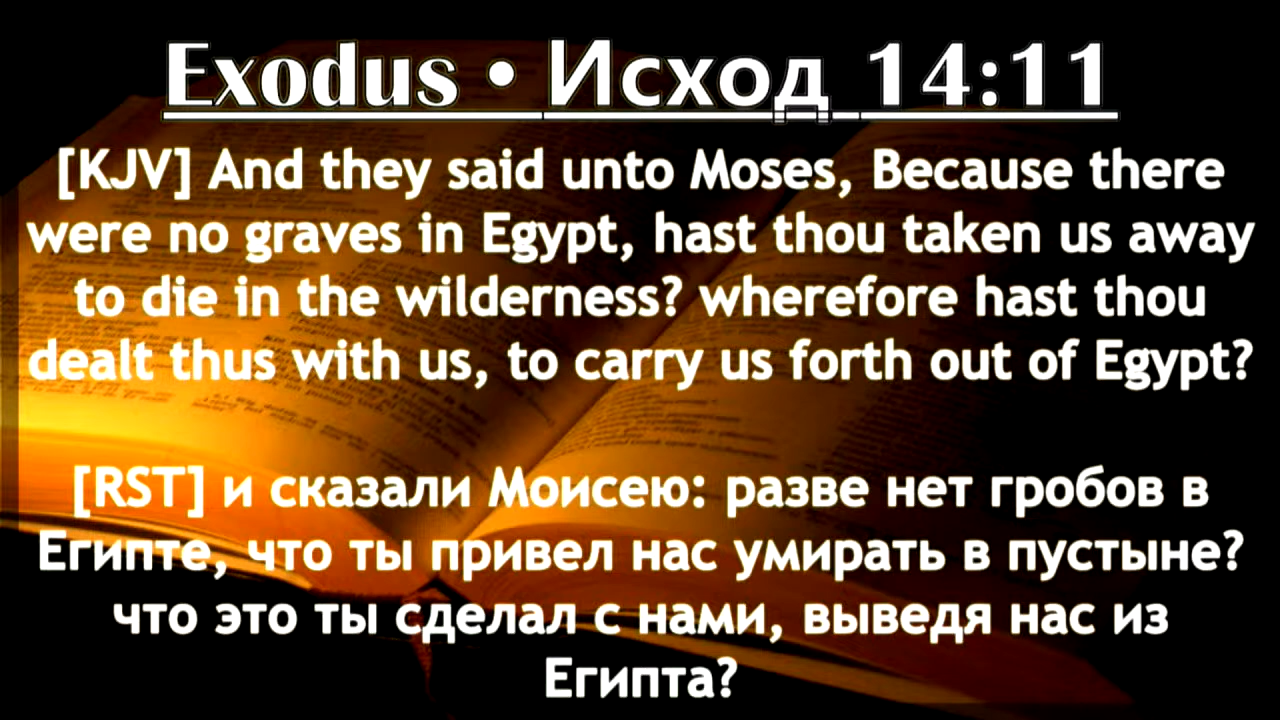 Exodus • Исход 14:11
[KJV] And they said unto Moses, Because there
were no graves in Egypt, hast thou taken us away
to die in the wilderness? wherefore hast thou
dealt thus with us, to carry us forth out of Egypt?
[RST] и сказали Моисею: разве нет гробов в
Египте, что ты привел нас умирать в пустыне?
что это ты сделал с нами, выведя нас из
Египта?